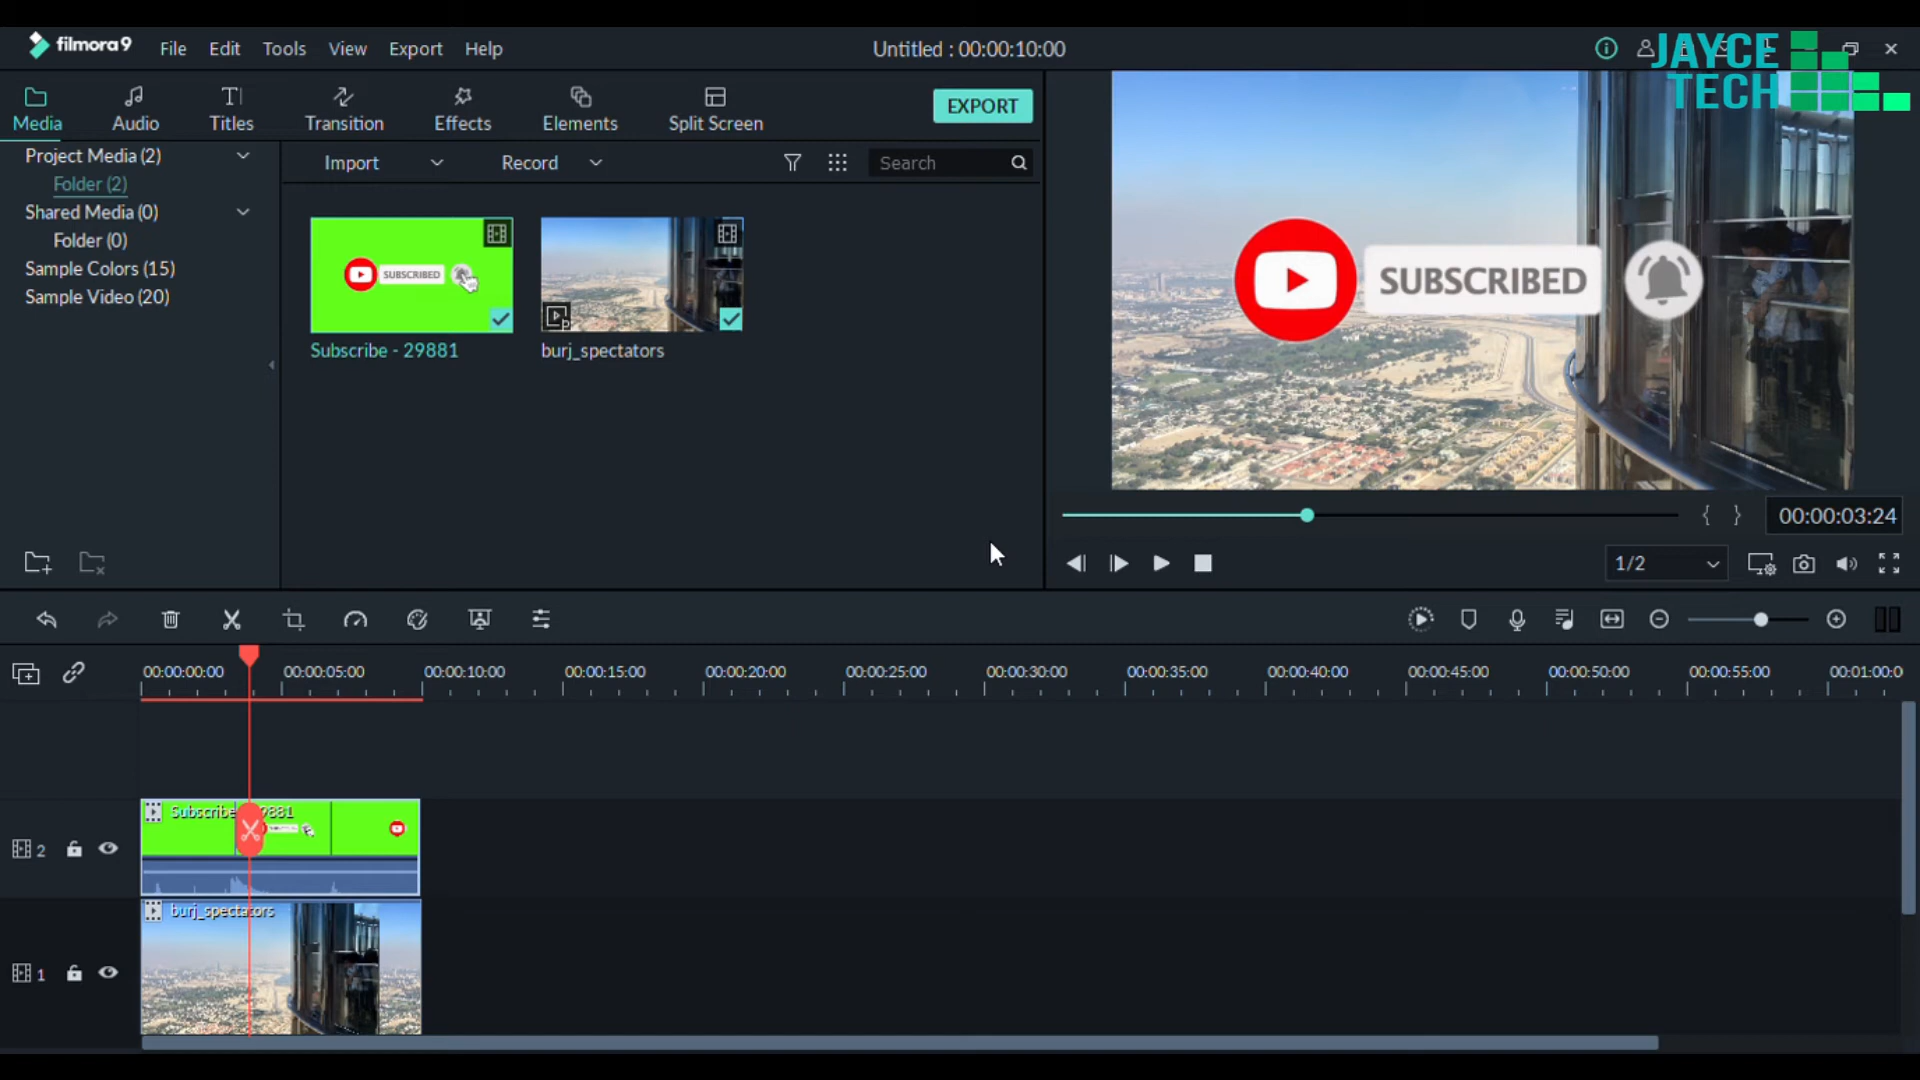 filmora9 File Edit Tools View Export Help Untitled : 00:00:10:00
JAYCE
TECH
Media Audio Titles Transition Effects Elements Split Screen EXPORT
Project Media (2)
Folder (2)
Shared Media (0)
Folder (0)
Sample Colors (15)
Sample Video (20)
Import Record Search
SUBSCRIBED
Subscribe - 29881 burj_spectators
SUBSCRIBED
{ } 00:00:03:24
1/2
00:00:00:00 00:00:05:00 00:00:10:00 00:00:15:00 00:00:20:00 00:00:25:00 00:00:30:00 00:00:35:00 00:00:40:00 00:00:45:00 00:00:50:00 00:00:55:00 00:01:00:0
Subscribe 9881
2
burj_spectators
1